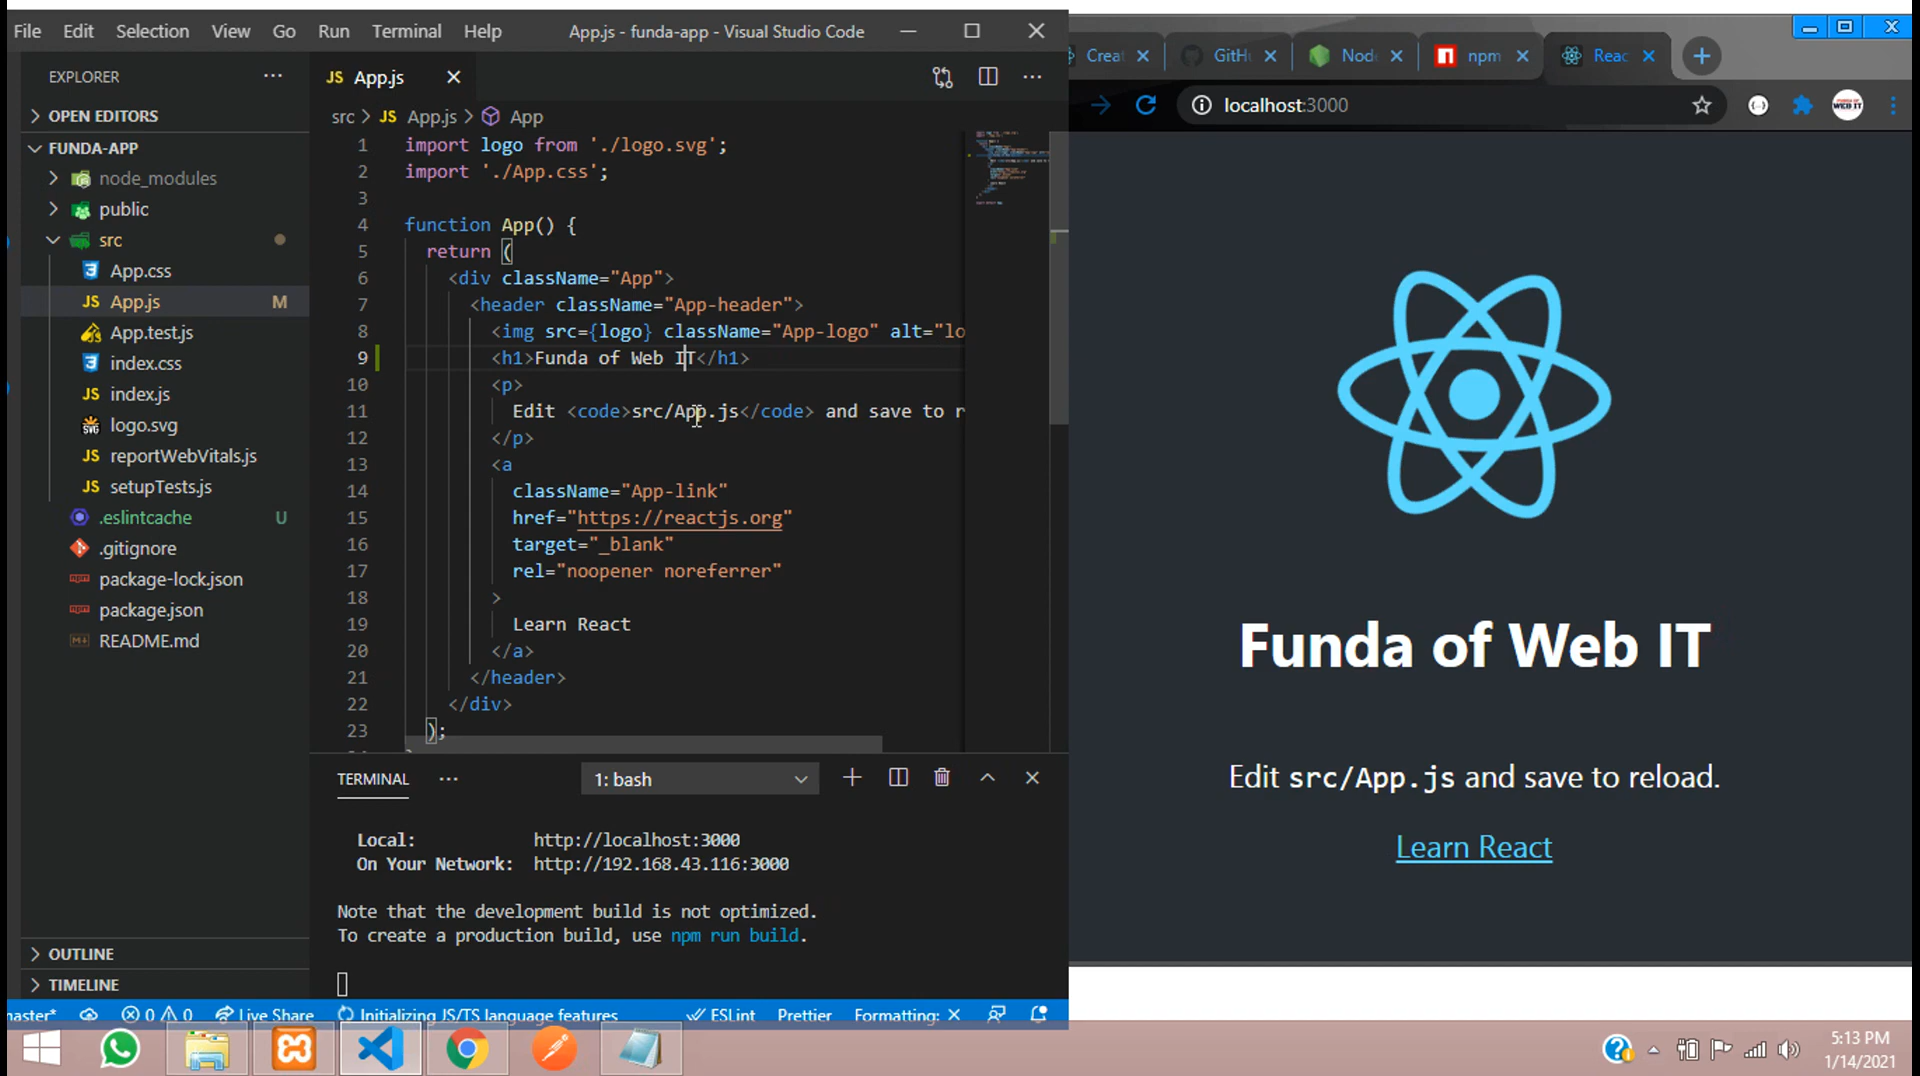 File Edit Selection View Go Run Terminal Help App.js - funda-app - Visual Studio Code
EXPLORER
OPEN EDITORS
FUNDA-APP
node_modules
public
src
App.css
App.js M
App.test.js
index.css
index.js
logo.svg
reportWebVitals.js
setupTests.js
.eslintcache U
.gitignore
package-lock.json
package.json
README.md
OUTLINE
TIMELINE
JS App.js
src > JS App.js > App
1 import logo from './logo.svg';
2 import './App.css';
3
4 function App() {
5 return (
6 <div className="App">
7 <header className="App-header">
8 <img src={logo} className="App-logo" alt="lo
9 <h1>Funda of Web IT</h1>
10 <p>
11 Edit <code>src/App.js</code> and save to r
12 </p>
13 <a
14 className="App-link"
15 href="https://reactjs.org"
16 target="_blank"
17 rel="noopener noreferrer"
18 >
19 Learn React
20 </a>
21 </header>
22 </div>
23 );
TERMINAL 1: bash
Local: http://localhost:3000
On Your Network: http://192.168.43.116:3000
Note that the development build is not optimized.
To create a production build, use npm run build.
master* 0 0 Live Share Initializing JS/TS language features ESLint Prettier Formatting: ✕
Creat GitHu Node npm Reac
localhost:3000
Funda of Web IT
Edit src/App.js and save to reload.
Learn React
5:13 PM
1/14/2021